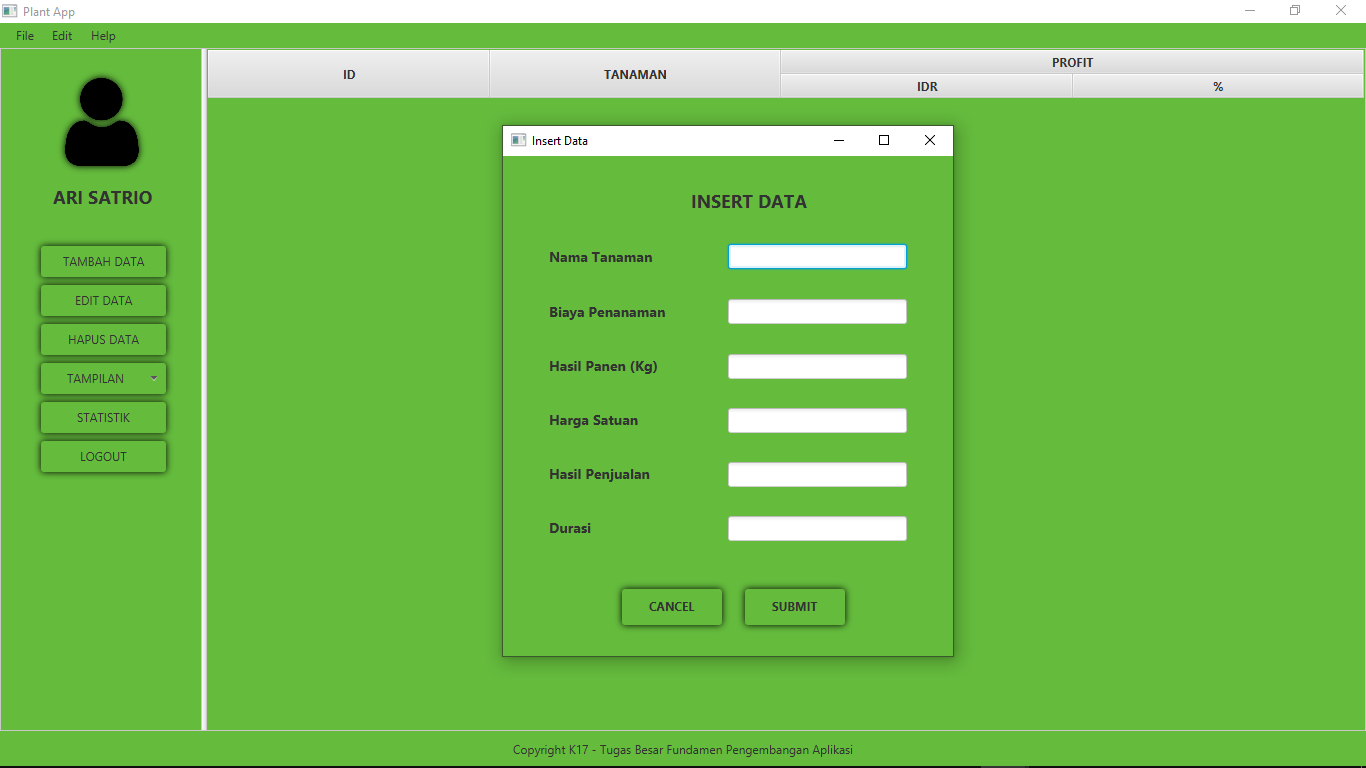 Plant App
File Edit Help
ARI SATRIO
TAMBAH DATA
EDIT DATA
HAPUS DATA
TAMPILAN
STATISTIK
LOGOUT
ID TANAMAN PROFIT
IDR %
Insert Data
INSERT DATA
Nama Tanaman
Biaya Penanaman
Hasil Panen (Kg)
Harga Satuan
Hasil Penjualan
Durasi
CANCEL SUBMIT
Copyright K17 - Tugas Besar Fundamen Pengembangan Aplikasi